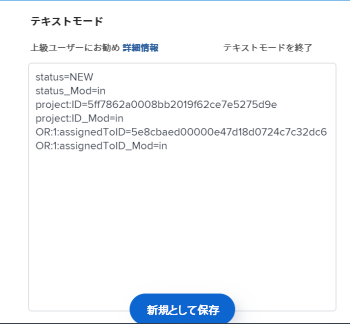 テキストモード
上級ユーザーにお勧め 詳細情報 テキストモードを終了
status=NEW
status_Mod=in
project:ID=5ff7862a0008bb2019f62ce7e5275d9e
project:ID_Mod=in
OR:1:assignedToID=5e8cbaed00000e47d18d0724c7c32dc6
OR:1:assignedToID_Mod=in
新規として保存